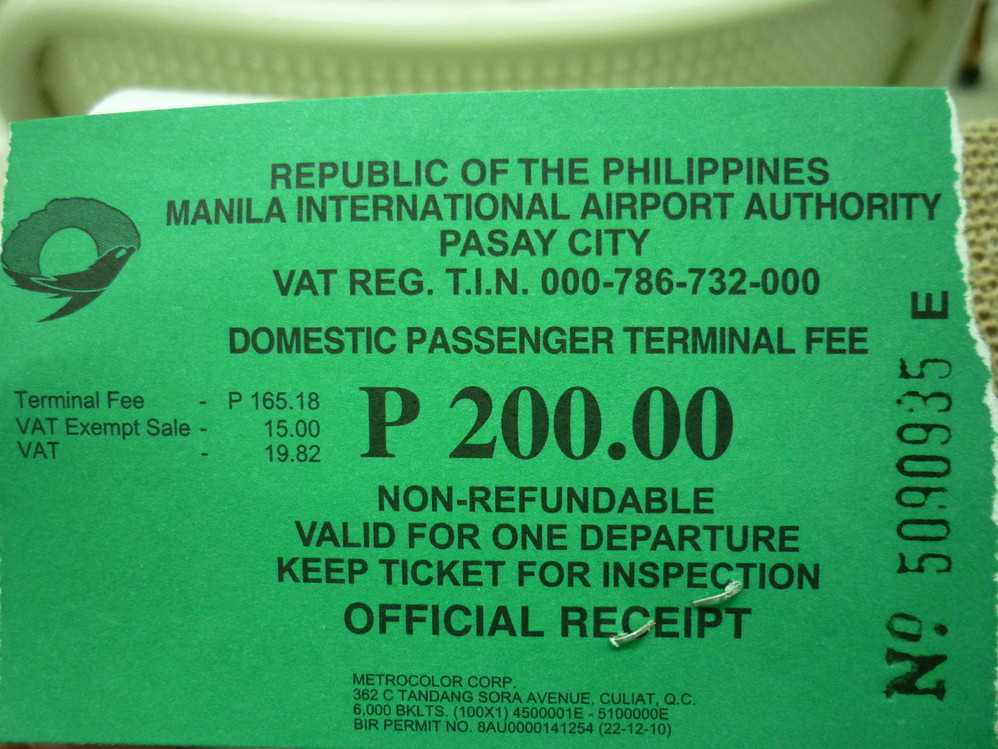 REPUBLIC OF THE PHILIPPINES
MANILA INTERNATIONAL AIRPORT AUTHORITY
PASAY CITY
VAT REG. T.I.N. 000-786-732-000
DOMESTIC PASSENGER TERMINAL FEE
Terminal Fee - P 165.18
VAT Exempt Sale - 15.00
VAT - 19.82
P 200.00
NON-REFUNDABLE
VALID FOR ONE DEPARTURE
KEEP TICKET FOR INSPECTION
OFFICIAL RECEIPT
METROCOLOR CORP.
362 C TANDANG SORA AVENUE, CULIAT, Q.C.
6,000 BKLTS. (100X1) 4500001E - 5100000E
BIR PERMIT NO. 8AU0000141254 (22-12-10)
No. 5090935 E